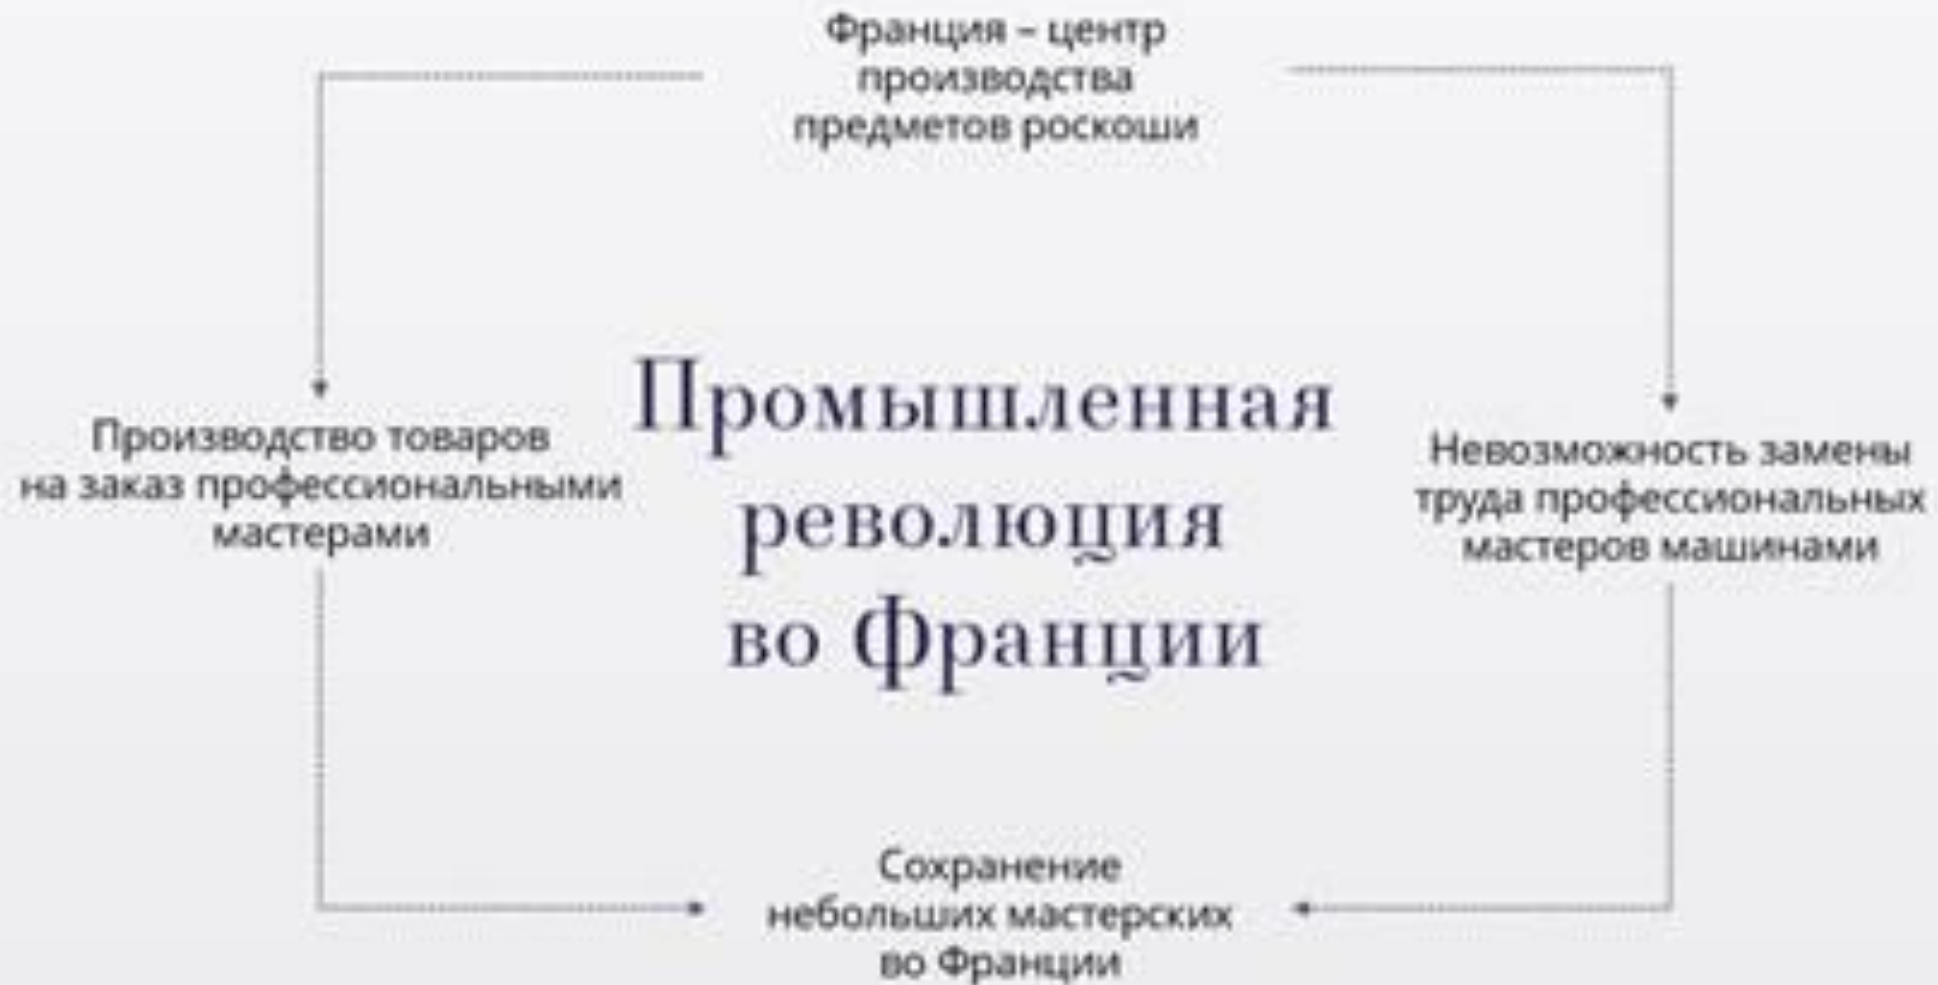 Франция – центр
производства
предметов роскоши
Производство товаров
на заказ профессиональными
мастерами
Промышленная
революция
во Франции
Невозможность замены
труда профессиональных
мастеров машинами
Сохранение
небольших мастерских
во Франции